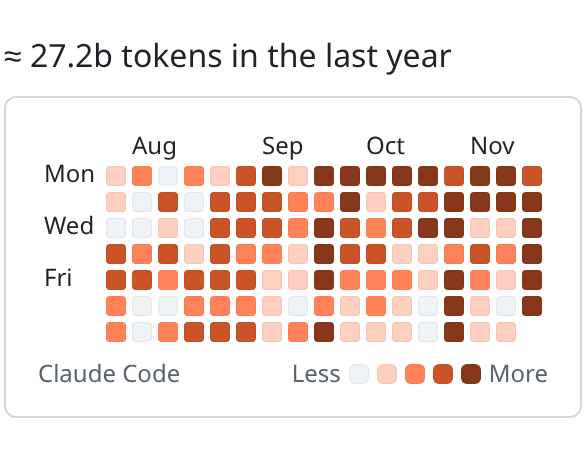 ≈ 27.2b tokens in the last year
Aug Sep Oct Nov
Mon
Wed
Fri
Claude Code Less More